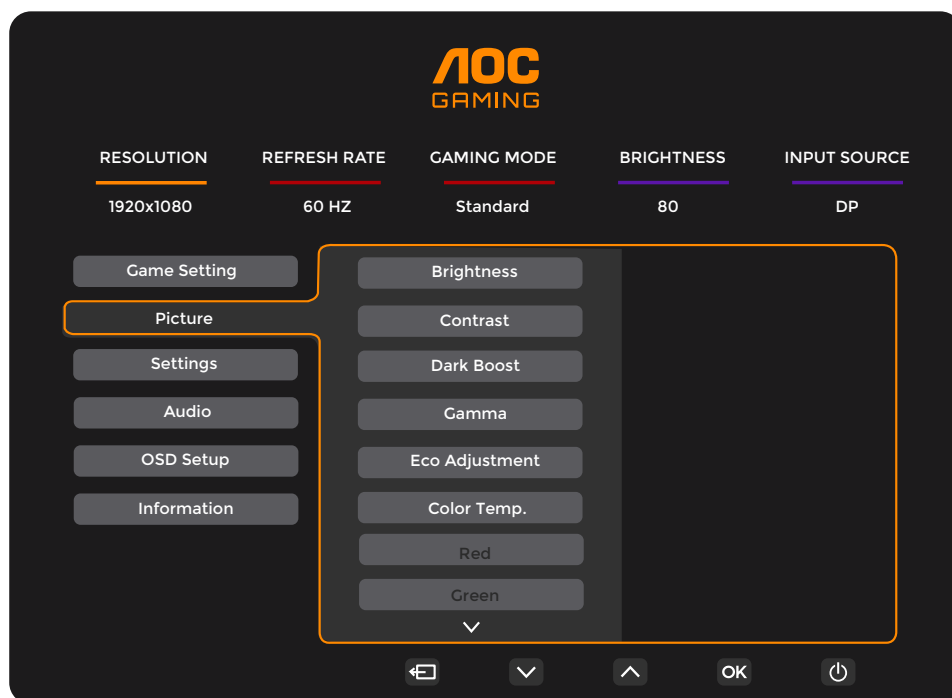 AOC
GAMING
RESOLUTION REFRESH RATE GAMING MODE BRIGHTNESS INPUT SOURCE
1920x1080 60 HZ Standard 80 DP
Game Setting
Picture
Settings
Audio
OSD Setup
Information
Brightness
Contrast
Dark Boost
Gamma
Eco Adjustment
Color Temp.
Red
Green
OK